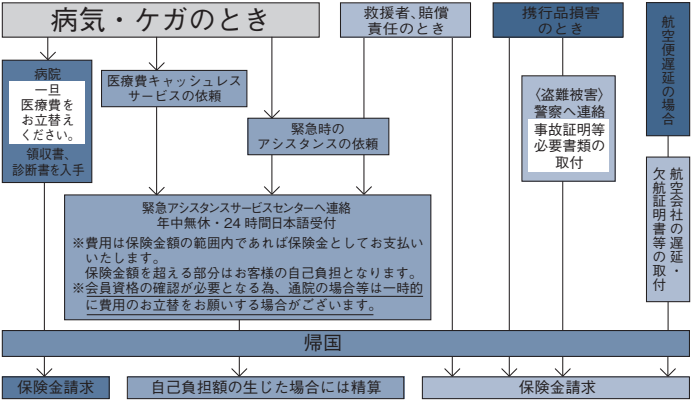 病気・ケガのとき
救援者、賠償
責任のとき
携行品損害
のとき
航空便遅延の場合
病院
一旦
医療費を
お立替え
ください。
領収書、
診断書を入手
医療費キャッシュレス
サービスの依頼
緊急時の
アシスタンスの依頼
〈盗難被害〉
警察へ連絡
事故証明等
必要書類の
取付
航空会社の遅延・
欠航証明書等の取付
緊急アシスタンスサービスセンターへ連絡
年中無休・24時間日本語受付
※費用は保険金額の範囲内であれば保険金としてお支払い
いたします。
保険金額を超える部分はお客様の自己負担となります。
※会員資格の確認が必要となる為、通院の場合等は一時的
に費用のお立替をお願いする場合がございます。
帰国
保険金請求
自己負担額の生じた場合には精算
保険金請求